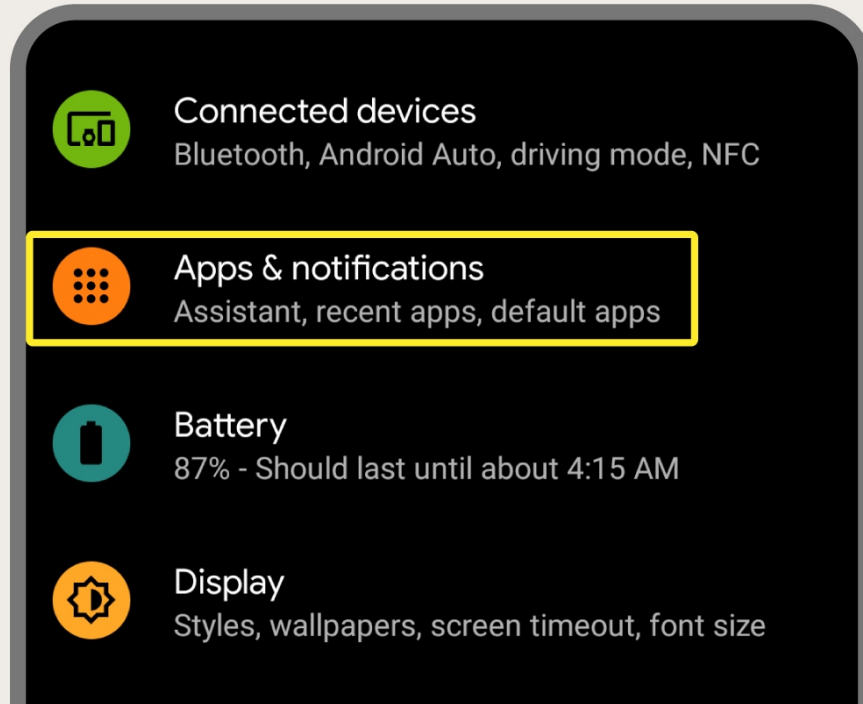 Connected devices
Bluetooth, Android Auto, driving mode, NFC
Apps & notifications
Assistant, recent apps, default apps
Battery
87% - Should last until about 4:15 AM
Display
Styles, wallpapers, screen timeout, font size